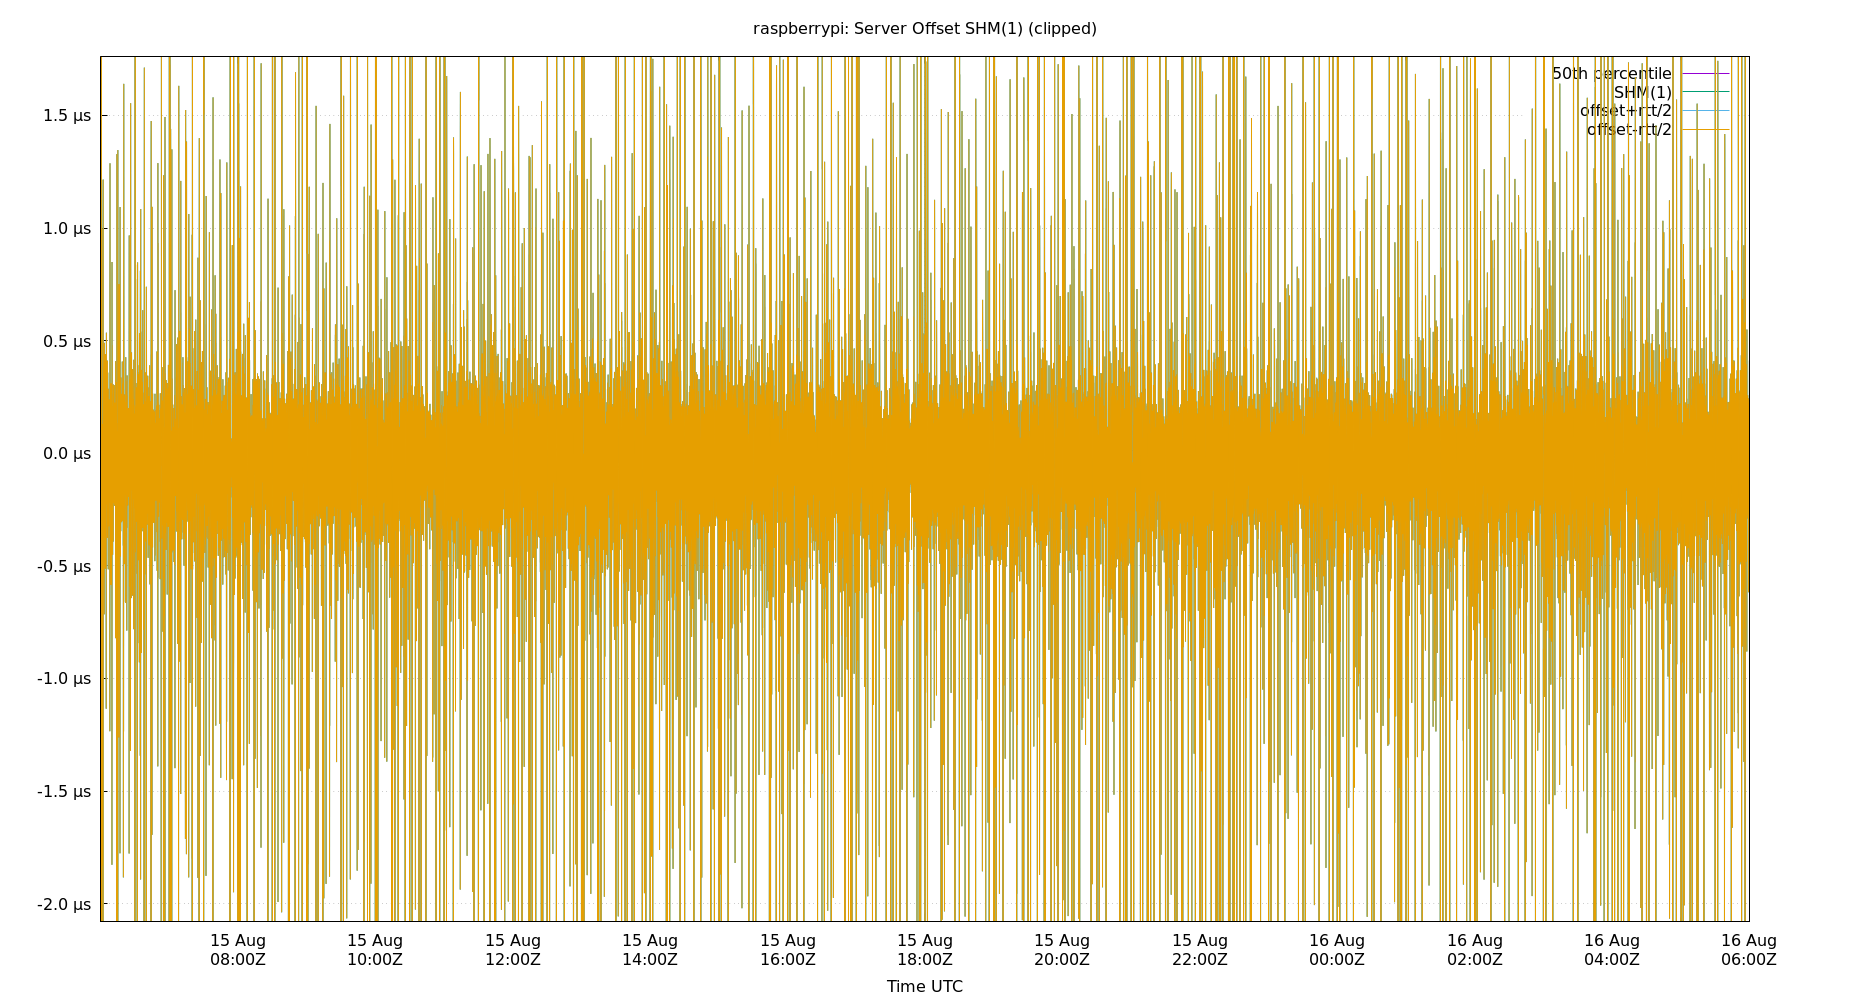 raspberrypi: Server Offset SHM(1) (clipped)
50th percentile
SHM(1)
offset+rtt/2
offset-rtt/2
1.5 µs
1.0 µs
0.5 µs
0.0 µs
-0.5 µs
-1.0 µs
-1.5 µs
-2.0 µs
15 Aug 15 Aug 15 Aug 15 Aug 15 Aug 15 Aug 15 Aug 15 Aug 16 Aug 16 Aug 16 Aug 16 Aug
08:00Z 10:00Z 12:00Z 14:00Z 16:00Z 18:00Z 20:00Z 22:00Z 00:00Z 02:00Z 04:00Z 06:00Z
Time UTC